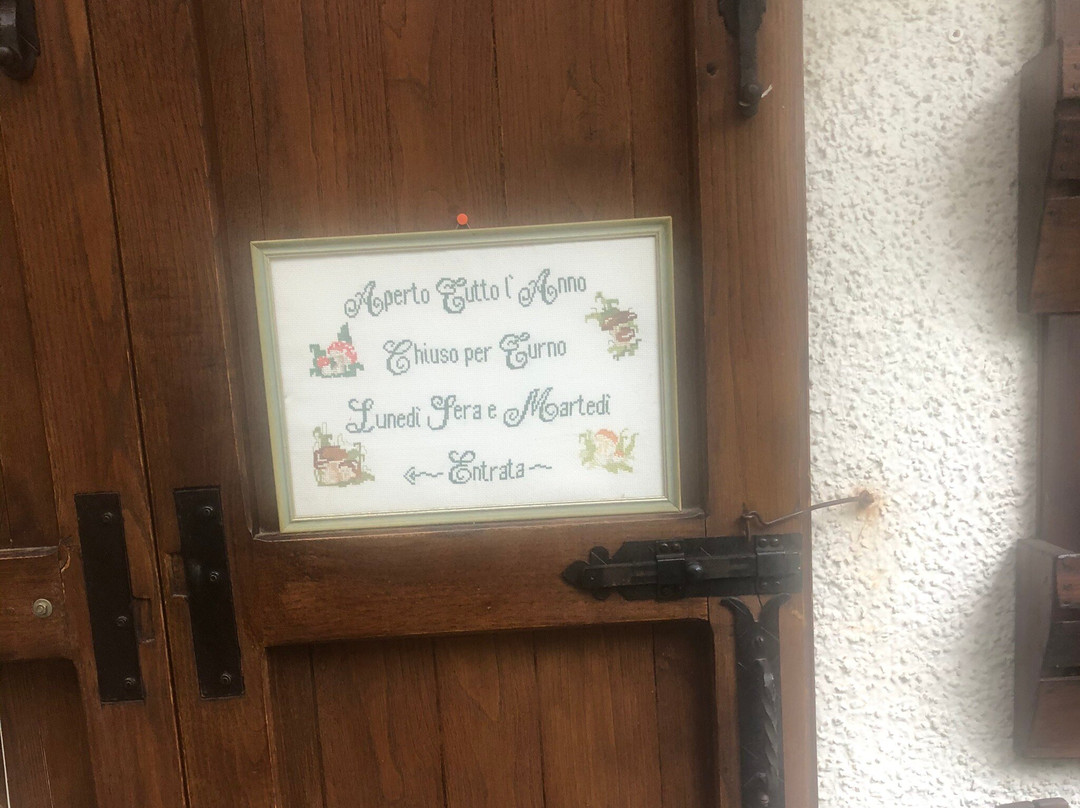 Aperto Tutto l' Anno
Chiuso per Turno
Lunedì Sera e Martedì
Entrata